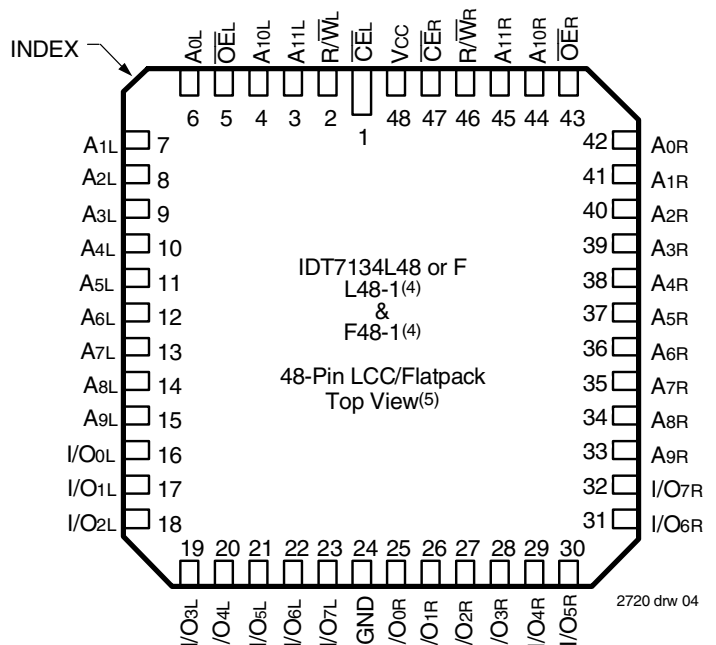 INDEX
A0L
OEL
A10L
A11L
R/WL
CEL
VCC
CER
R/WR
A11R
A10R
OER
6 5 4 3 2 1 48 47 46 45 44 43
A1L 7
A2L 8
A3L 9
A4L 10
A5L 11
A6L 12
A7L 13
A8L 14
A9L 15
I/O0L 16
I/O1L 17
I/O2L 18
42 A0R
41 A1R
40 A2R
39 A3R
38 A4R
37 A5R
36 A6R
35 A7R
34 A8R
33 A9R
32 I/O7R
31 I/O6R
IDT7134L48 or F
L48-1(4)
&
F48-1(4)
48-Pin LCC/Flatpack
Top View(5)
19 20 21 22 23 24 25 26 27 28 29 30
I/O3L
/O4L
I/O5L
I/O6L
I/O7L
GND
/O0R
I/O1R
/O2R
I/O3R
I/O4R
I/O5R
2720 drw 04